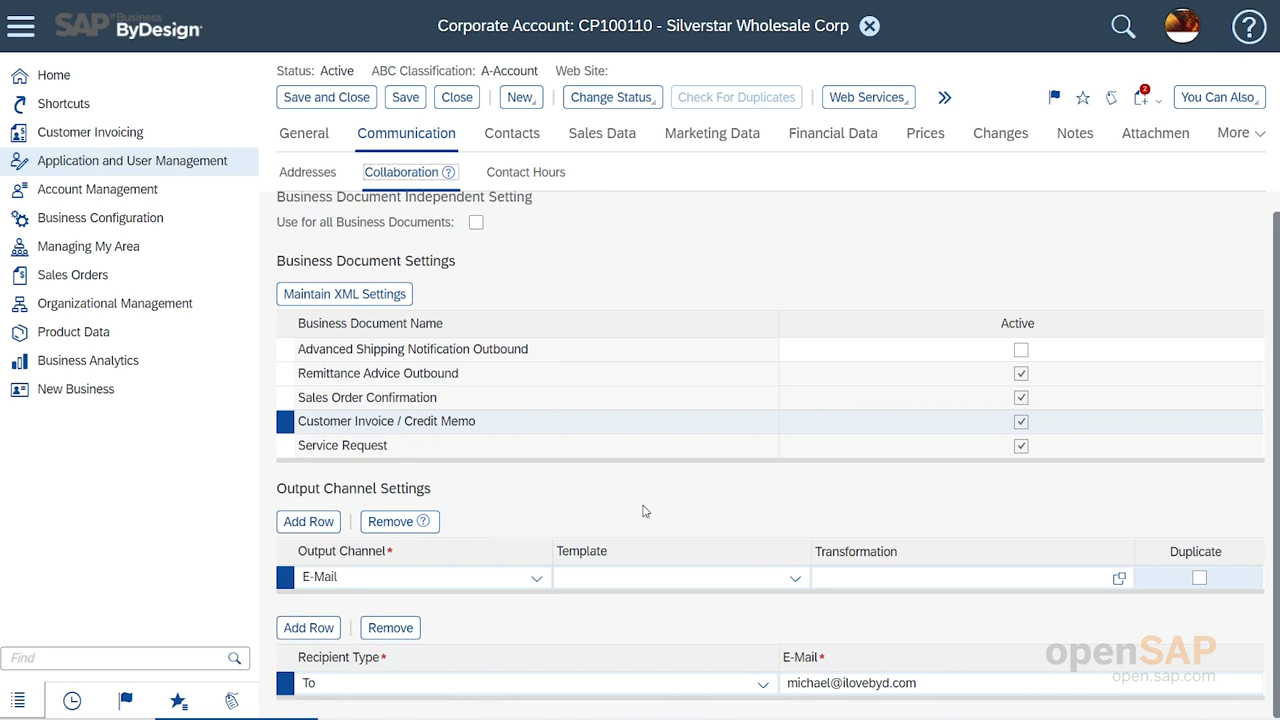 SAP Business ByDesign
Corporate Account: CP100110 - Silverstar Wholesale Corp
Home
Shortcuts
Customer Invoicing
Application and User Management
Account Management
Business Configuration
Managing My Area
Sales Orders
Organizational Management
Product Data
Business Analytics
New Business
Find
Status: Active ABC Classification: A-Account Web Site:
Save and Close Save Close New Change Status Check For Duplicates Web Services 2 You Can Also
General Communication Contacts Sales Data Marketing Data Financial Data Prices Changes Notes Attachmen More
Addresses Collaboration Contact Hours
Business Document Independent Setting
Use for all Business Documents:
Business Document Settings
Maintain XML Settings
Business Document Name Active
Advanced Shipping Notification Outbound
Remittance Advice Outbound
Sales Order Confirmation
Customer Invoice / Credit Memo
Service Request
Output Channel Settings
Add Row Remove
Output Channel* Template Transformation Duplicate
E-Mail
Add Row Remove
Recipient Type* E-Mail*
To michael@ilovebyd.com
openSAP
open.sap.com